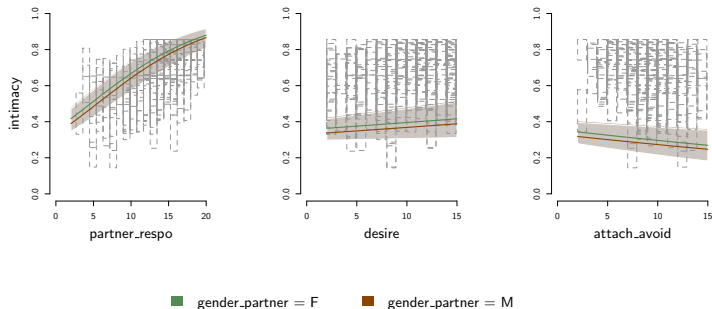 intimacy
0.0 0.2 0.4 0.6 0.8 1.0
0 5 10 15 20
partner_respo
0.0 0.2 0.4 0.6 0.8 1.0
0 5 10 15
desire
0.0 0.2 0.4 0.6 0.8 1.0
0 5 10 15
attach_avoid
gender_partner = F gender_partner = M